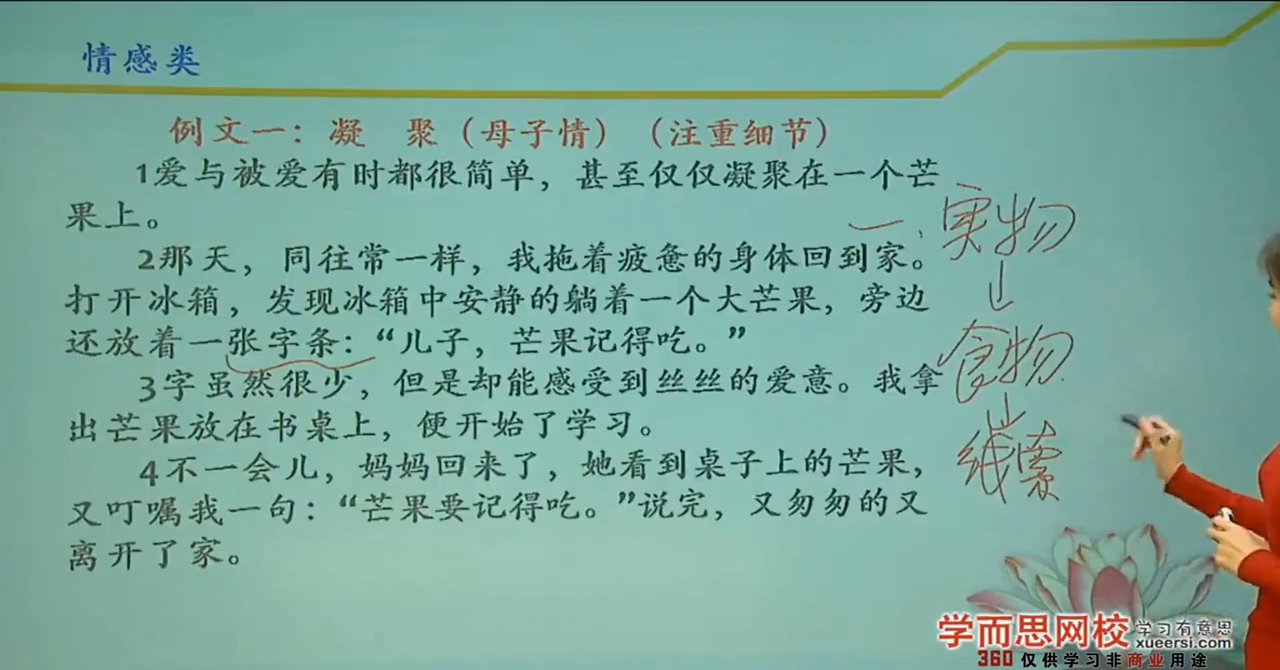 情感类
例文一：凝 聚（母子情）（注重细节）
1爱与被爱有时都很简单，甚至仅仅凝聚在一个芒
果上。
2那天，同往常一样，我拖着疲惫的身体回到家。
打开冰箱，发现冰箱中安静的躺着一个大芒果，旁边
还放着一张字条：“儿子，芒果记得吃。”
3字虽然很少，但是却能感受到丝丝的爱意。我拿
出芒果放在书桌上，便开始了学习。
4不一会儿，妈妈回来了，她看到桌子上的芒果，
又叮嘱我一句：“芒果要记得吃。”说完，又匆匆的又
离开了家。
一、实物
食物
线索
学而思网校 学习有意思
xueersi.com
360 仅供学习非商业用途